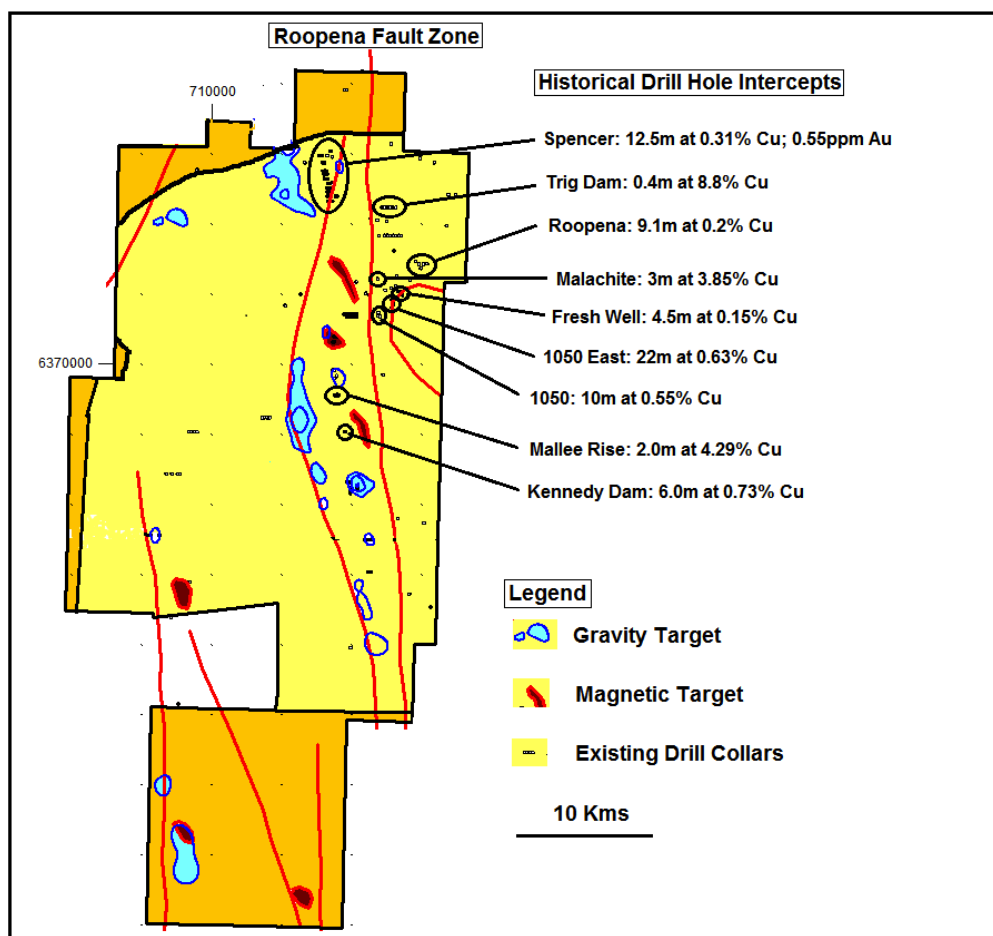 Roopena Fault Zone
710000
Historical Drill Hole Intercepts
Spencer: 12.5m at 0.31% Cu; 0.55ppm Au
Trig Dam: 0.4m at 8.8% Cu
Roopena: 9.1m at 0.2% Cu
Malachite: 3m at 3.85% Cu
Fresh Well: 4.5m at 0.15% Cu
1050 East: 22m at 0.63% Cu
6370000
1050: 10m at 0.55% Cu
Mallee Rise: 2.0m at 4.29% Cu
Kennedy Dam: 6.0m at 0.73% Cu
Legend
Gravity Target
Magnetic Target
Existing Drill Collars
10 Kms